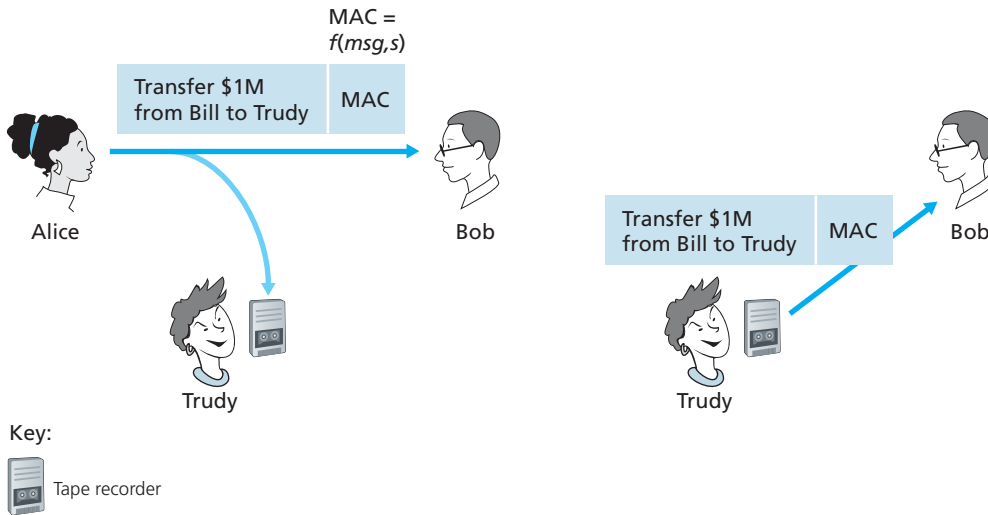 MAC =
f(msg,s)
Transfer $1M
from Bill to Trudy
MAC
Alice
Bob
Trudy
Transfer $1M
from Bill to Trudy
MAC
Bob
Trudy
Key:
Tape recorder